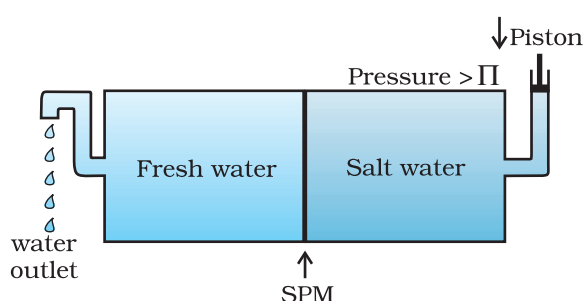 Piston
Pressure > Π
Fresh water
Salt water
water
outlet
SPM